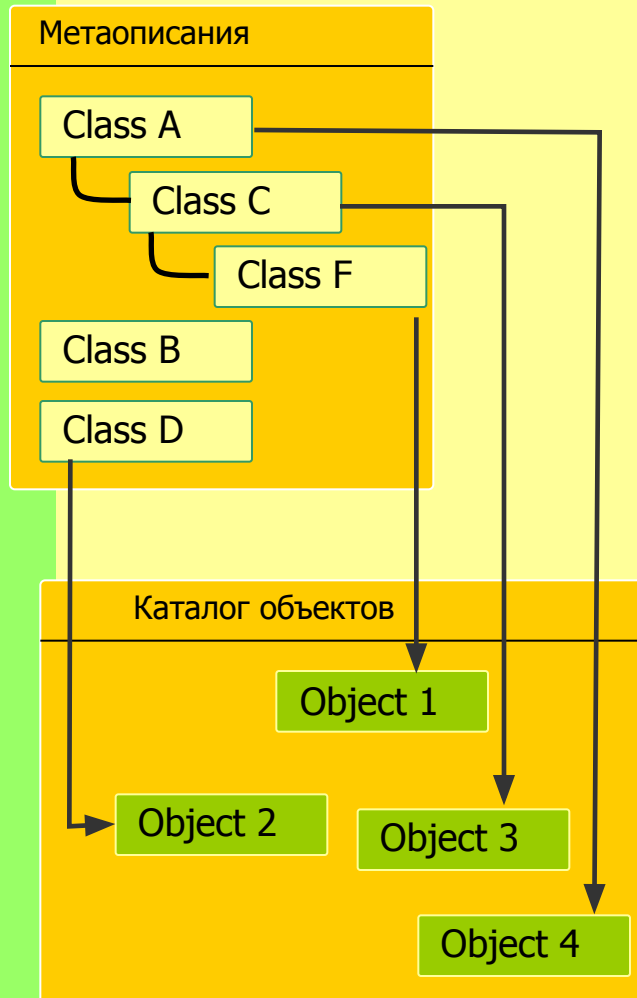 Метаописания
Class A
Class C
Class F
Class B
Class D
Каталог объектов
Object 1
Object 2
Object 3
Object 4